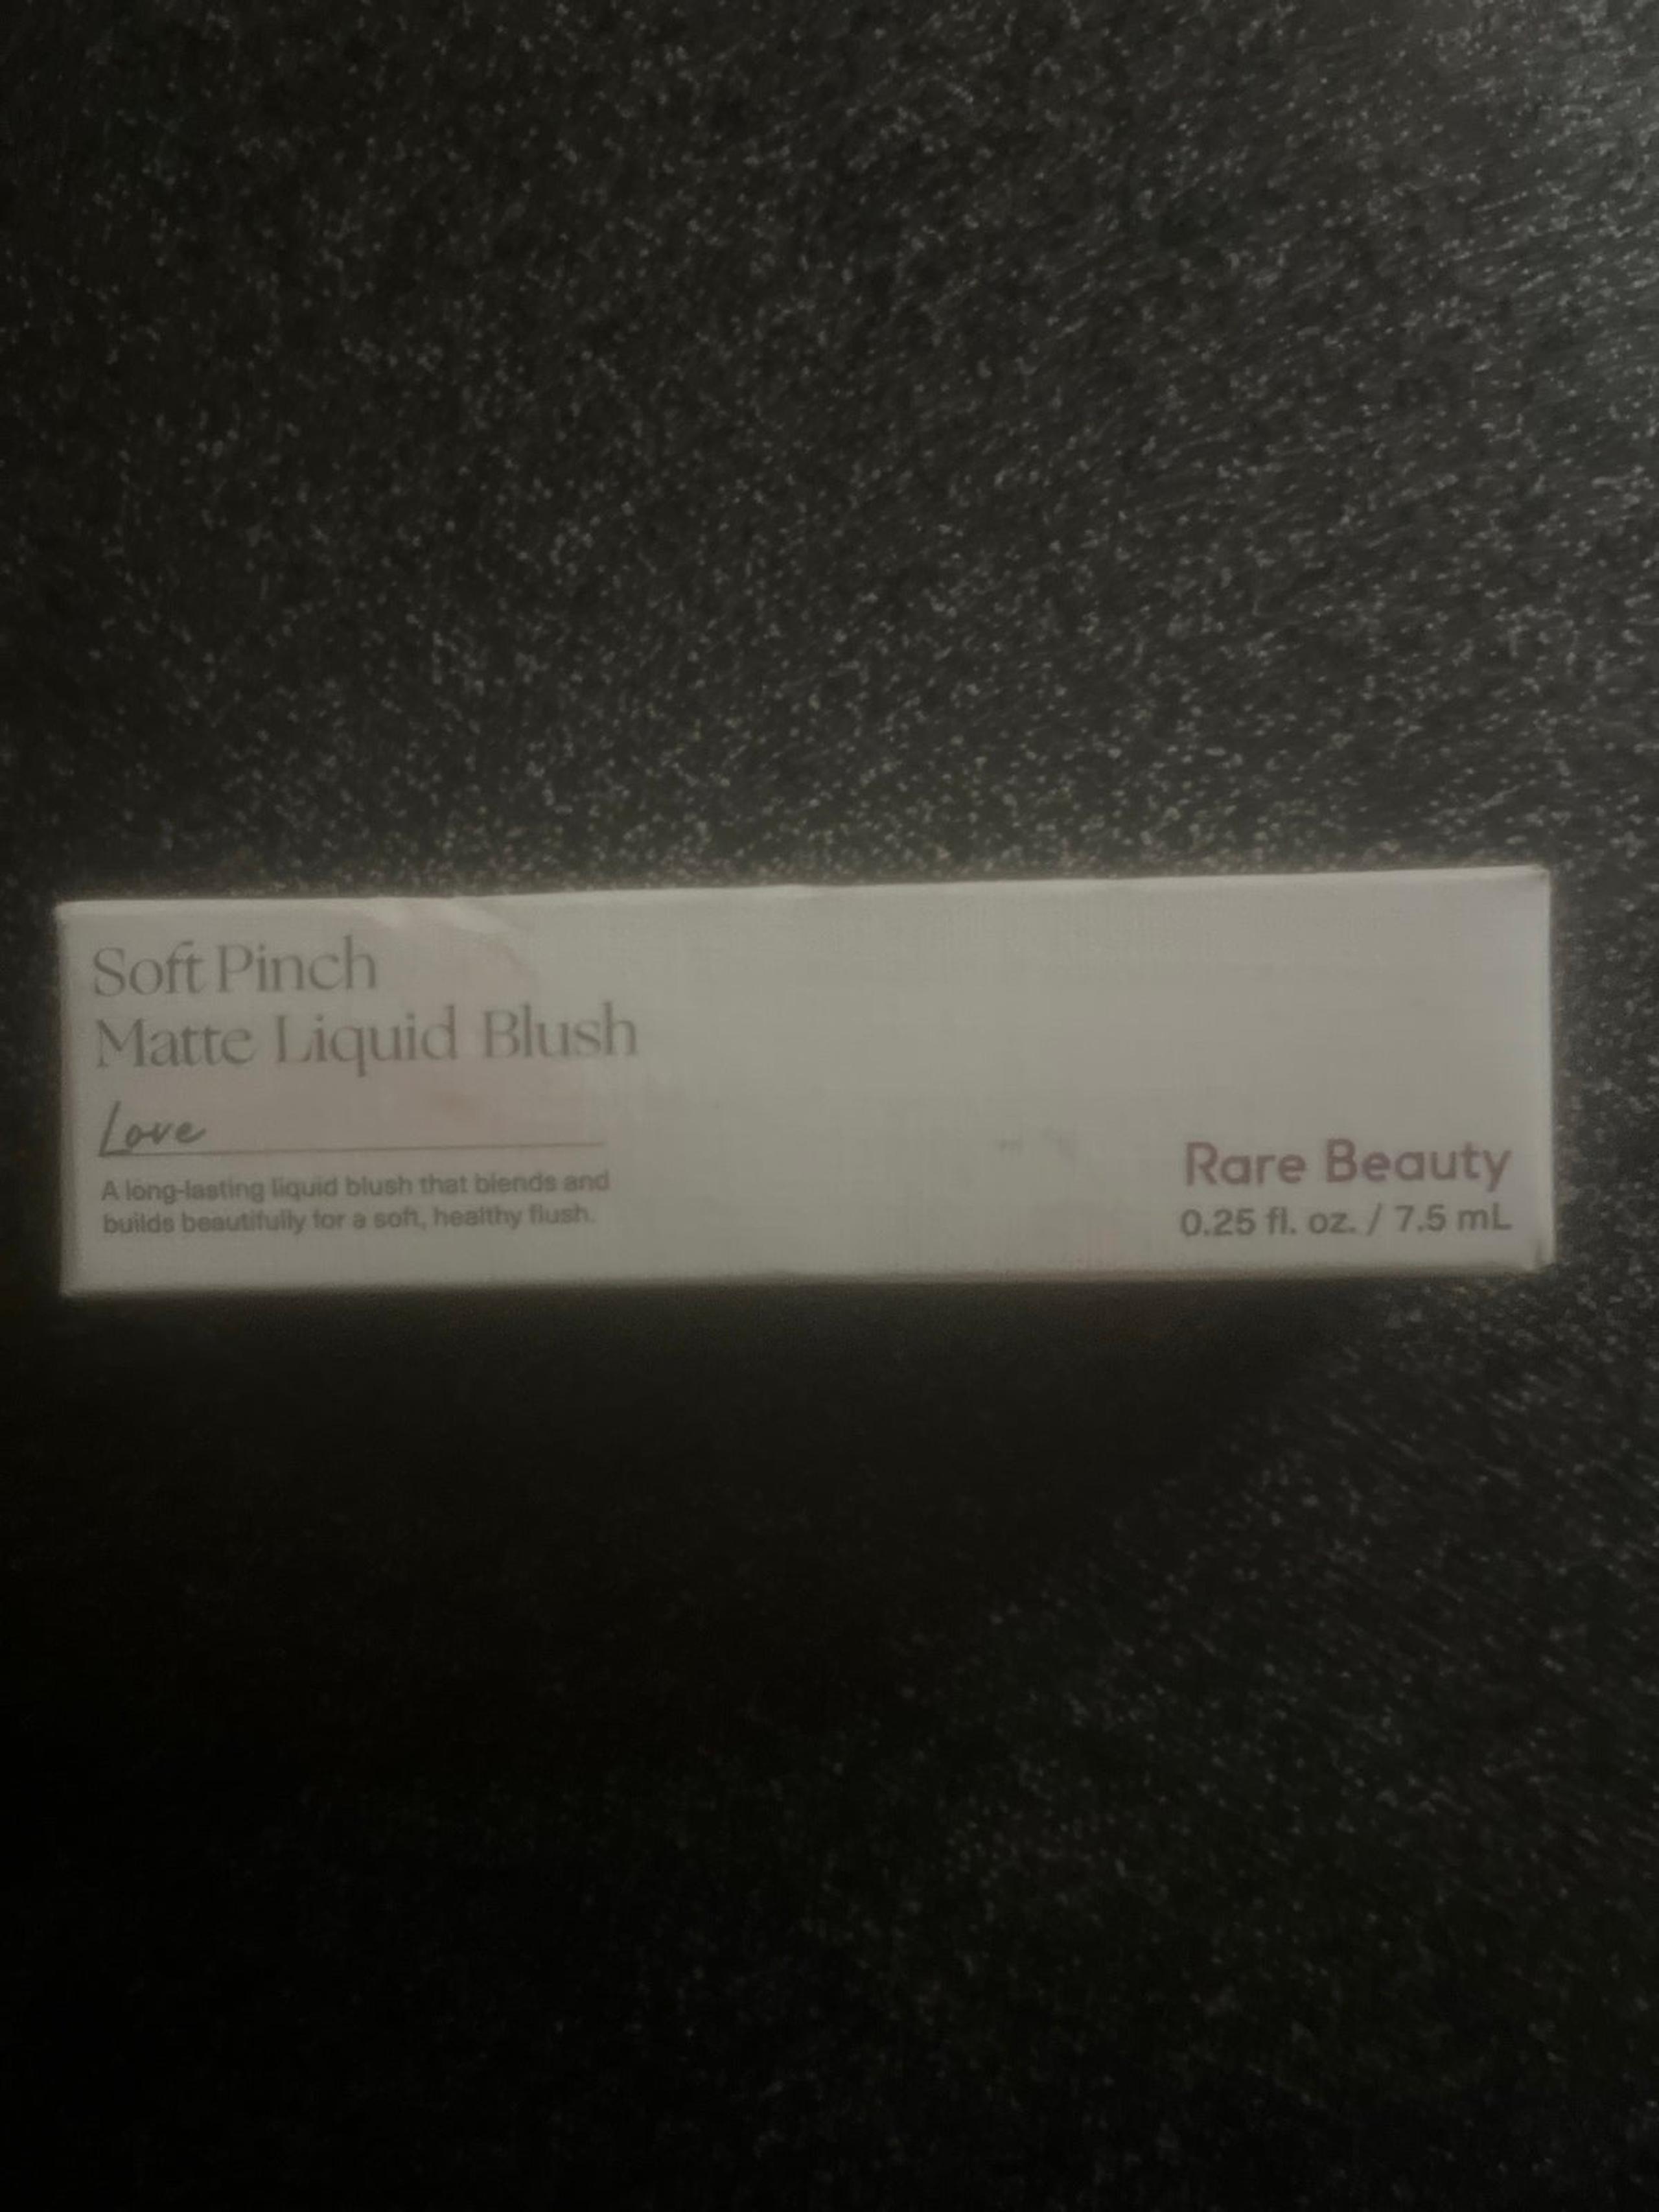 Soft Pinch
Matte Liquid Blush
Love
A long-lasting liquid blush that blends and
builds beautifully for a soft, healthy flush.
Rare Beauty
0.25 fl. oz. / 7.5 mL